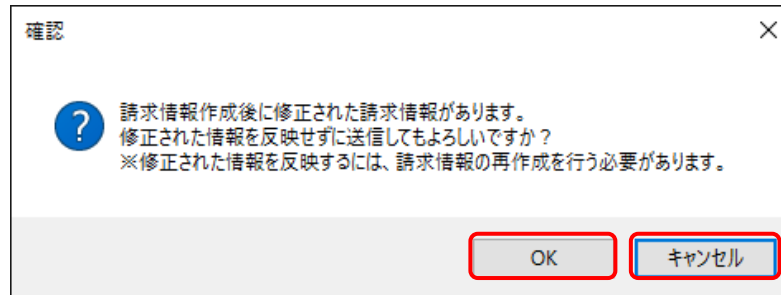 確認
請求情報作成後に修正された請求情報があります。
修正された情報を反映せずに送信してもよろしいですか？
※修正された情報を反映するには、請求情報の再作成を行う必要があります。
OK
キャンセル